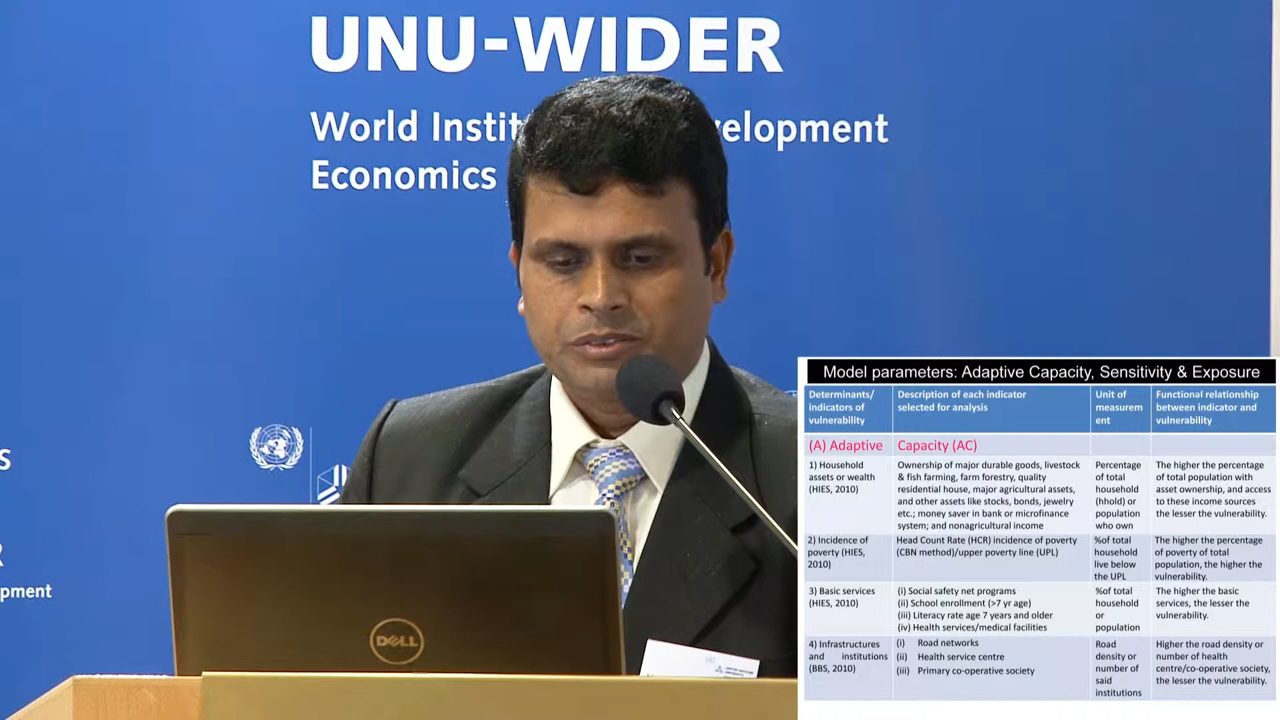 UNU-WIDER
World Instit velopment
Economics
S
R
pment
DELL
Model parameters: Adaptive Capacity, Sensitivity & Exposure
Determinants/ indicators of vulnerability
Description of each indicator selected for analysis
Unit of measurem ent
Functional relationship between indicator and vulnerability
(A) Adaptive Capacity (AC)
1) Household assets or wealth (HIES, 2010)
Ownership of major durable goods, livestock
& fish farming, farm forestry, quality
residential house, major agricultural assets,
and other assets like stocks, bonds, jewelry
etc.; money saver in bank or microfinance
system; and nonagricultural income
Percentage
of total
household
(hhold) or
population
who own
The higher the percentage
of total population with
asset ownership, and access
to these income sources
the lesser the vulnerability.
2) Incidence of
poverty (HIES,
2010)
Head Count Rate (HCR) incidence of poverty
(CBN method)/upper poverty line (UPL)
%of total
household
live below
the UPL
The higher the percentage
of poverty of total
population, the higher the
vulnerability.
3) Basic services
(HIES, 2010)
(i) Social safety net programs
(ii) School enrollment (>7 yr age)
(iii) Literacy rate age 7 years and older
(iv) Health services/medical facilities
%of total
household
or
population
The higher the basic
services, the lesser the
vulnerability.
4) Infrastructures
and institutions
(BBS, 2010)
(i) Road networks
(ii) Health service centre
(iii) Primary co-operative society
Road
density or
number of
said
institutions
Higher the road density or
number of health
centre/co-operative society,
the lesser the vulnerability.